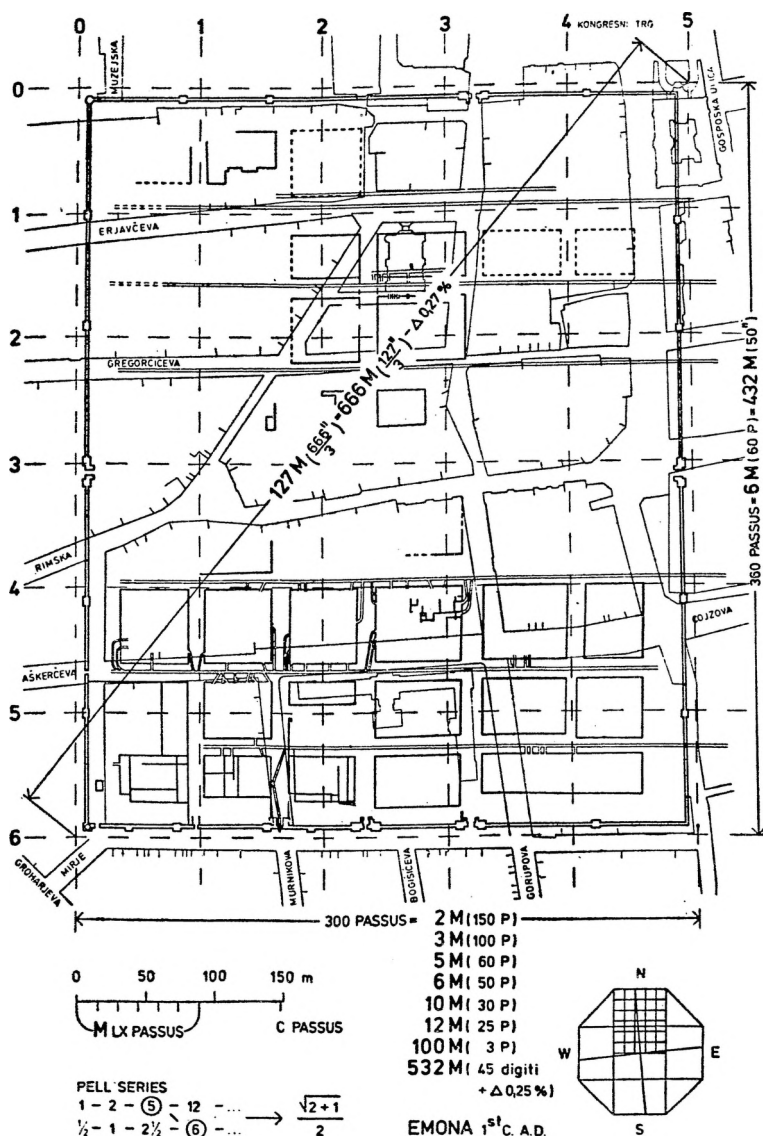 0 1 2 3 4 5
KONGRESNI TRG
MUZEJSKA
GOSPOSKA ULICA
0
1
ERJAVČEVA
2
GREGORČIČEVA
127 M (666"/3) = 666 M (127"/3) - Δ 0,27 %
3
360 PASSUS = 6 M (60 P) = 432 M (50")
RIMSKA
4
COJZOVA
AŠKERČEVA
5
6
MIRJE
GROHARJEVA
MURNIKOVA
BOGIŠIČEVA
GORUPOVA
300 PASSUS = 2 M (150 P)
3 M (100 P)
5 M (60 P)
6 M (50 P)
10 M (30 P)
12 M (25 P)
100 M (3 P)
532 M (45 digiti
+ Δ 0,25 %)
0 50 100 150 m
M LX PASSUS C PASSUS
N
W E
S
PELL SERIES
1 - 2 - 5 - 12 - ...
½ - 1 - 2½ - 6 - ...
√2+1
2
EMONA 1st C. A.D.